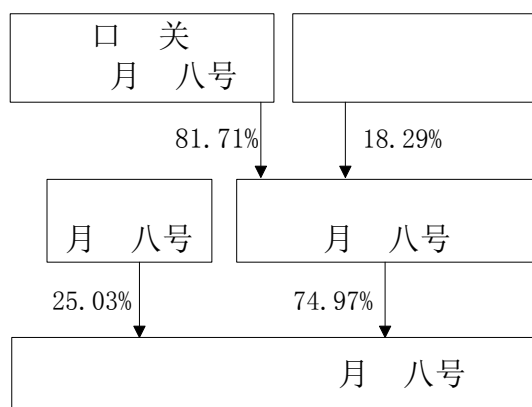 口 关
月 八号
81.71%
18.29%
月 八号
月 八号
25.03%
74.97%
月 八号